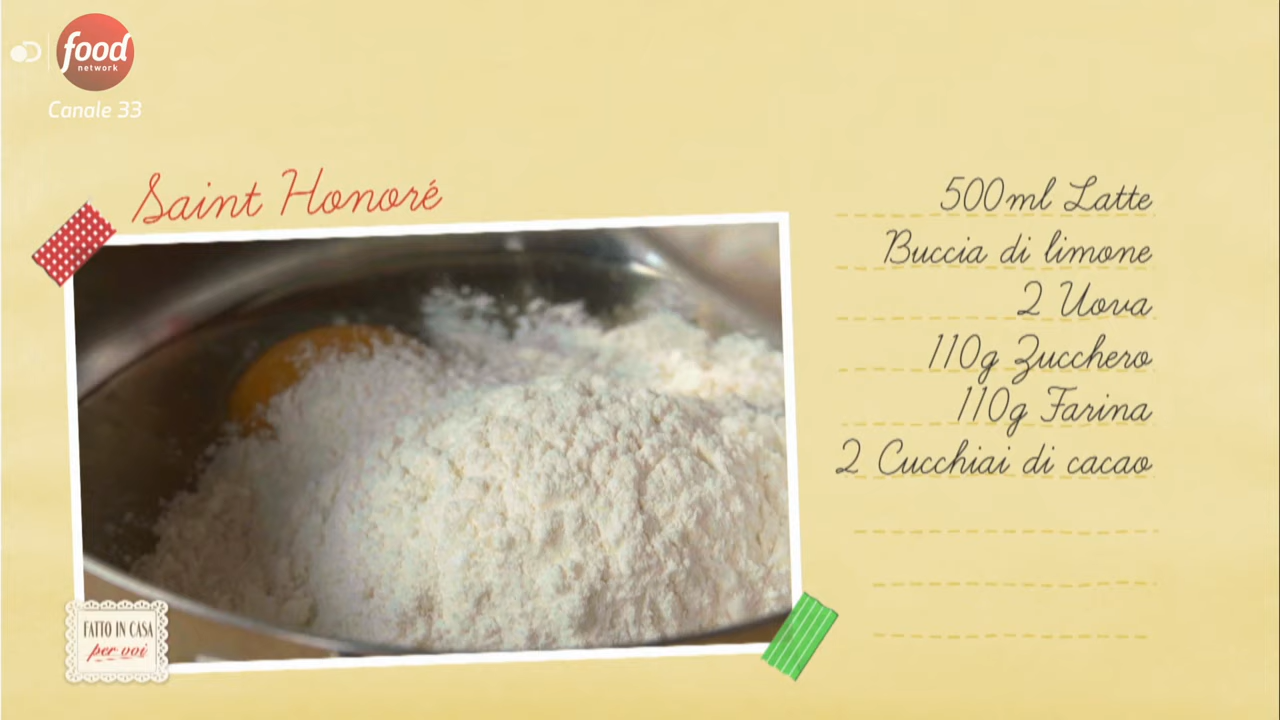 food
network
Canale 33
Saint Honoré
500ml Latte
Buccia di limone
2 Uova
110g Zucchero
110g Farina
2 Cucchiai di cacao
FATTO IN CASA
per voi